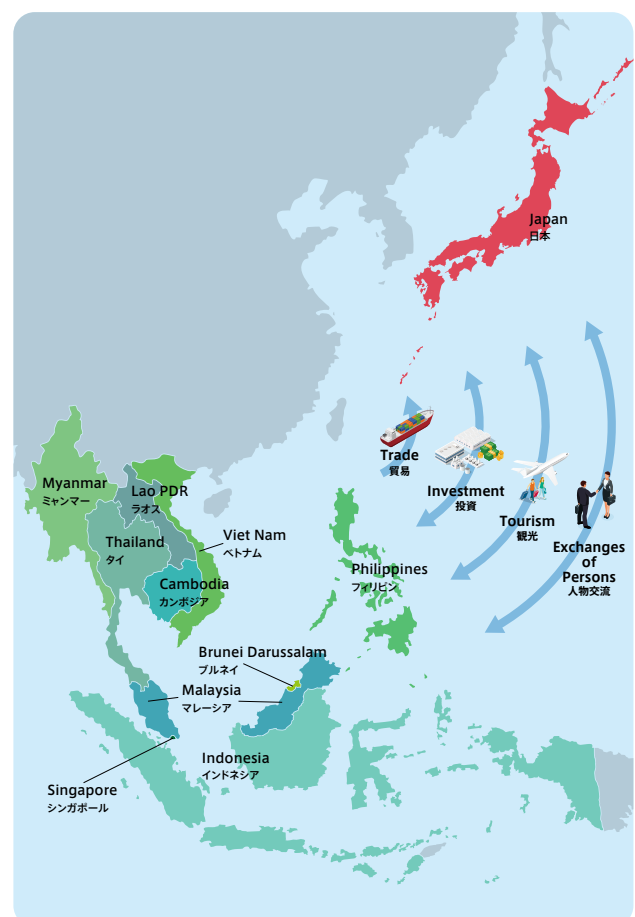 Japan
日本
Trade
貿易
Investment
投資
Tourism
観光
Exchanges
of
Persons
人物交流
Myanmar
ミャンマー
Lao PDR
ラオス
Thailand
タイ
Viet Nam
ベトナム
Cambodia
カンボジア
Philippines
フィリピン
Brunei Darussalam
ブルネイ
Malaysia
マレーシア
Indonesia
インドネシア
Singapore
シンガポール